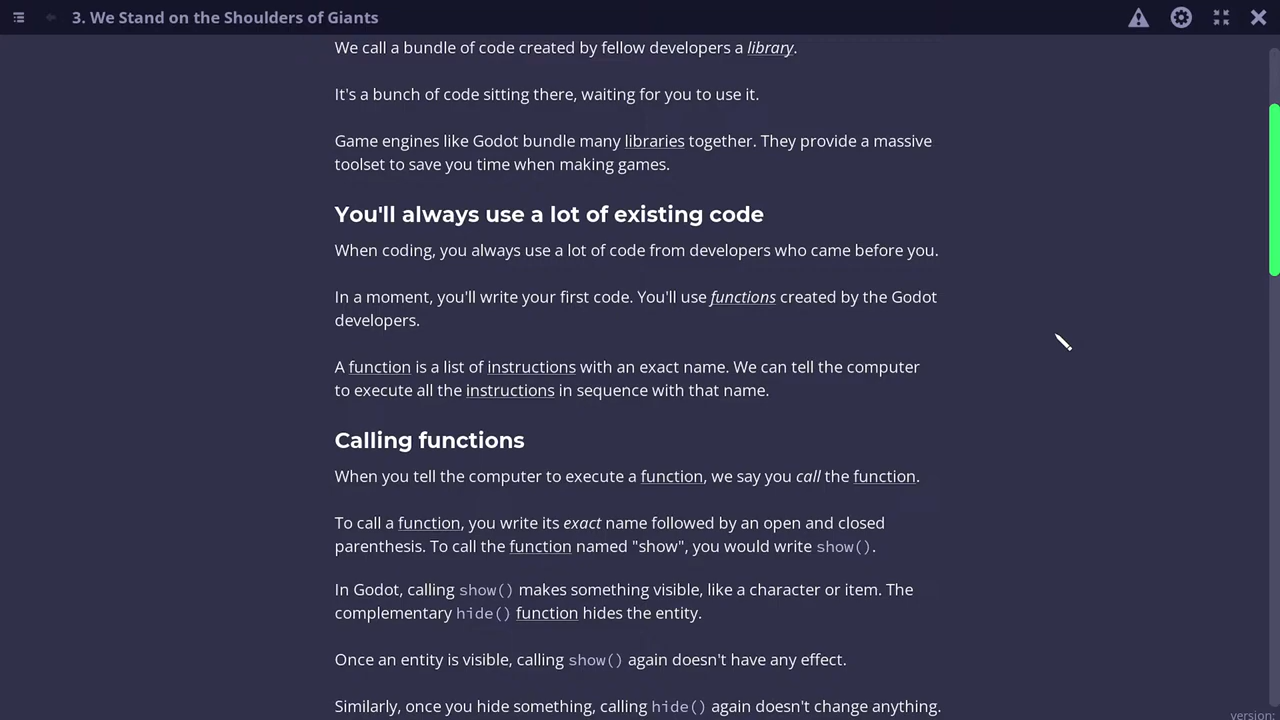 3. We Stand on the Shoulders of Giants
We call a bundle of code created by fellow developers a library.
It's a bunch of code sitting there, waiting for you to use it.
Game engines like Godot bundle many libraries together. They provide a massive
toolset to save you time when making games.
You'll always use a lot of existing code
When coding, you always use a lot of code from developers who came before you.
In a moment, you'll write your first code. You'll use functions created by the Godot
developers.
A function is a list of instructions with an exact name. We can tell the computer
to execute all the instructions in sequence with that name.
Calling functions
When you tell the computer to execute a function, we say you call the function.
To call a function, you write its exact name followed by an open and closed
parenthesis. To call the function named "show", you would write show().
In Godot, calling show() makes something visible, like a character or item. The
complementary hide() function hides the entity.
Once an entity is visible, calling show() again doesn't have any effect.
Similarly, once you hide something, calling hide() again doesn't change anything.
version: